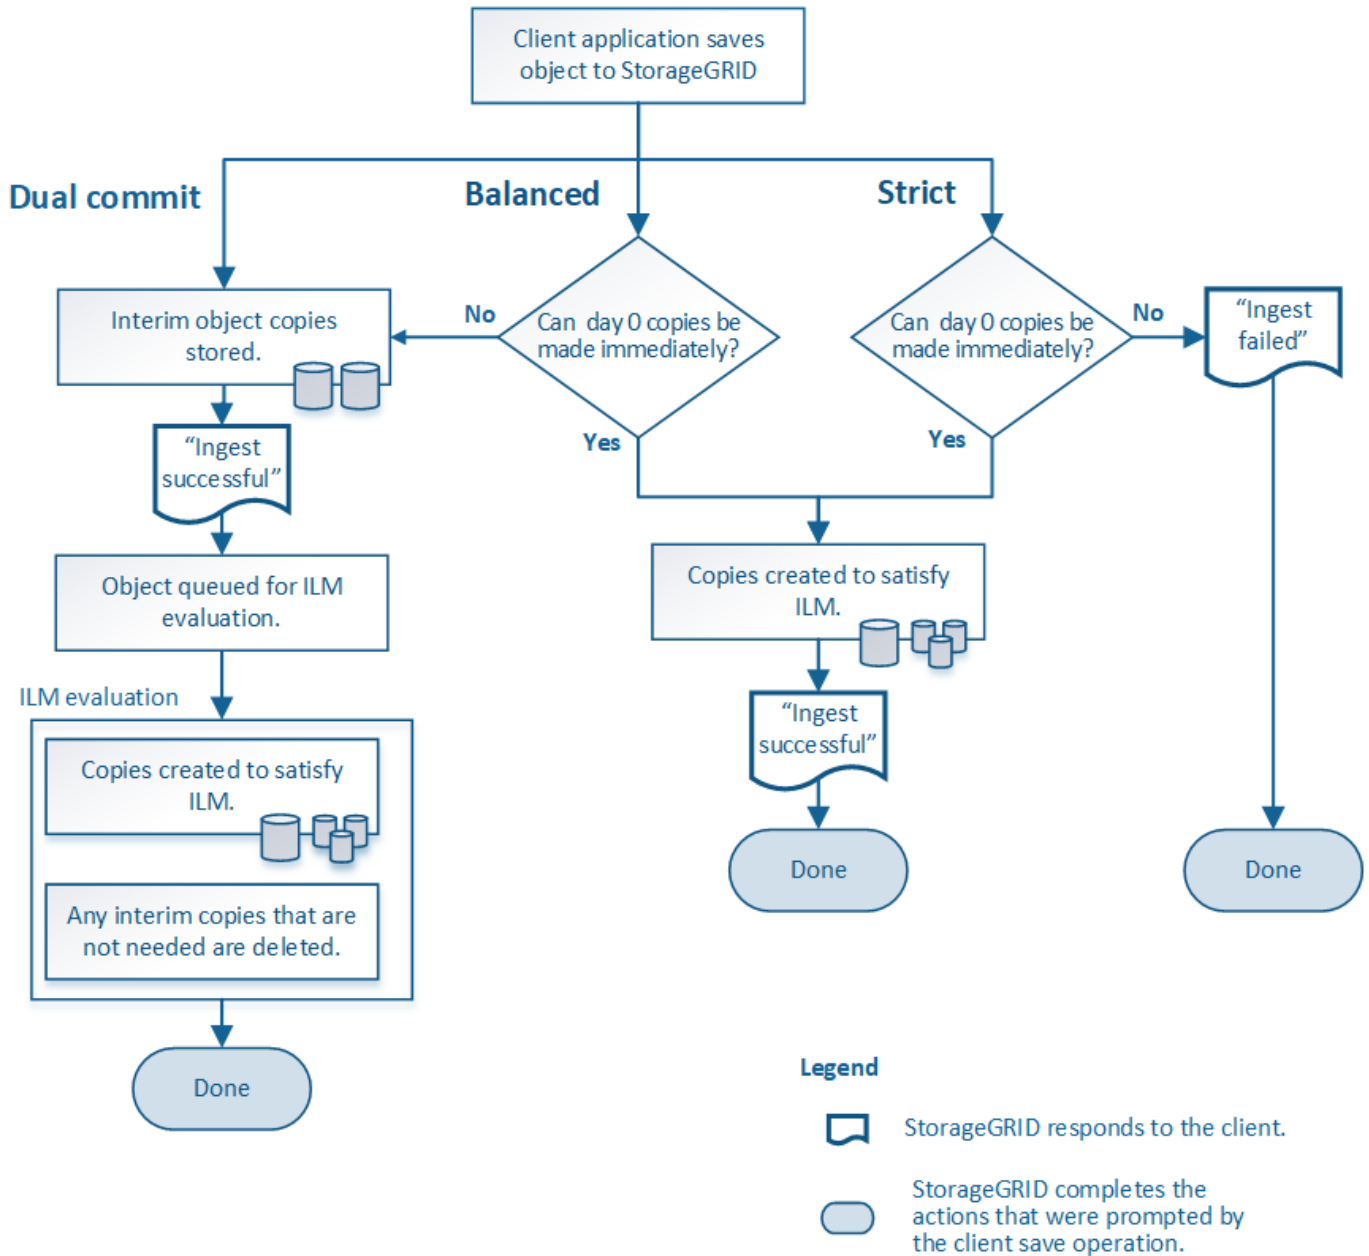 Client application saves
object to StorageGRID
Dual commit
Balanced
Strict
Interim object copies
stored.
No
Can day 0 copies be
made immediately?
Can day 0 copies be
made immediately?
No
“Ingest
failed”
Yes
Yes
“Ingest
successful”
Object queued for ILM
evaluation.
Copies created to satisfy
ILM.
ILM evaluation
“Ingest
successful”
Copies created to satisfy
ILM.
Any interim copies that are
not needed are deleted.
Done
Done
Done
Legend
StorageGRID responds to the client.
StorageGRID completes the
actions that were prompted by
the client save operation.